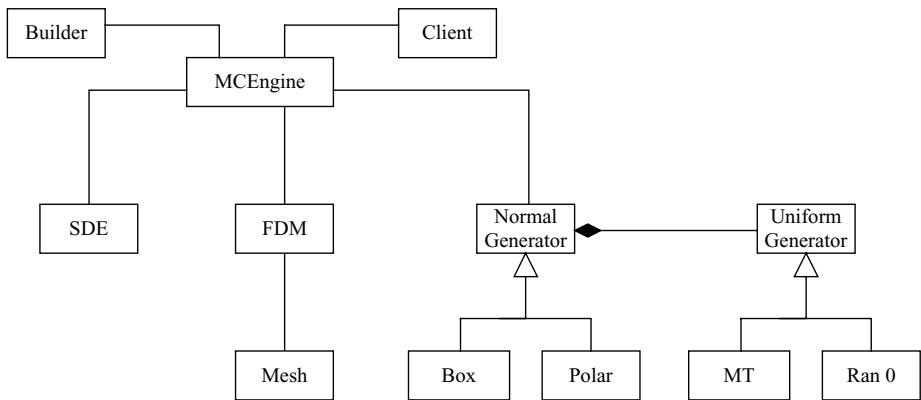 Builder
Client
MCEngine
SDE
FDM
Normal
Generator
Uniform
Generator
Mesh
Box
Polar
MT
Ran 0